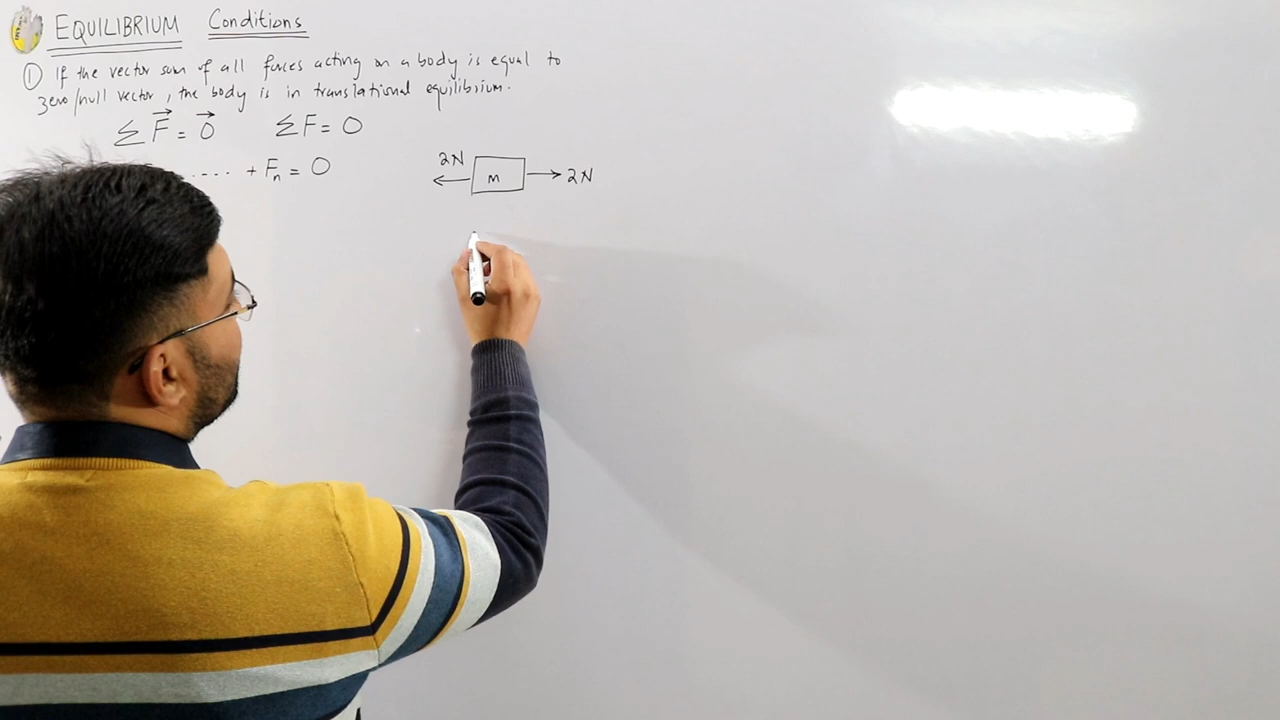 EQUILIBRIUM Conditions
① If the vector sum of all forces acting on a body is equal to
zero/null vector, the body is in translational equilibrium.
∑F⃗ = 0⃗ ∑F = 0
..... + Fₙ = 0
2N
m
2N